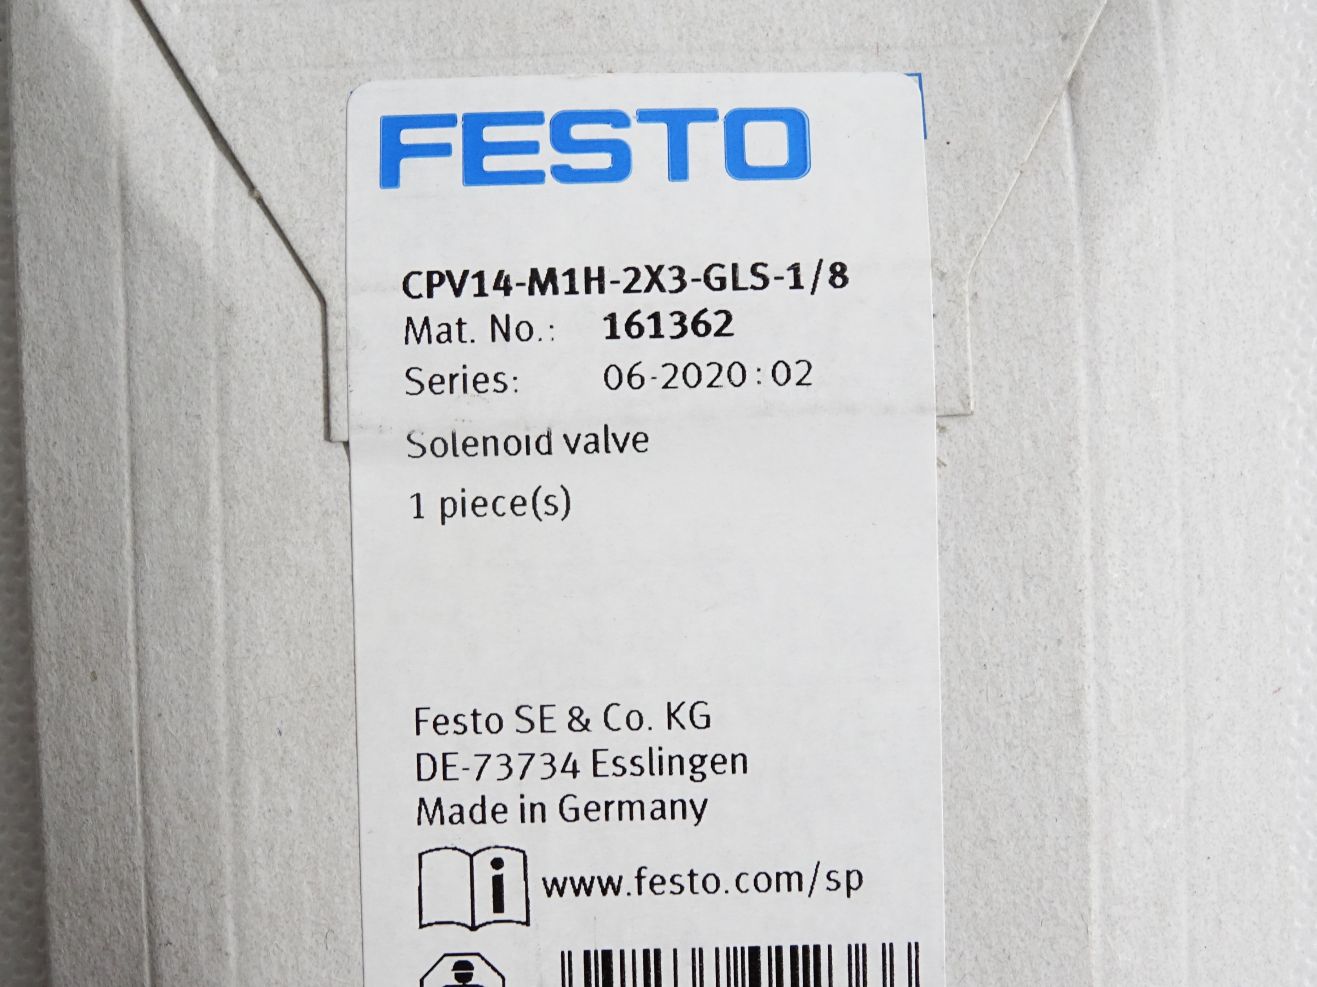 FESTO
CPV14-M1H-2X3-GLS-1/8
Mat. No.: 161362
Series: 06-2020:02
Solenoid valve
1 piece(s)
Festo SE & Co. KG
DE-73734 Esslingen
Made in Germany
i www.festo.com/sp